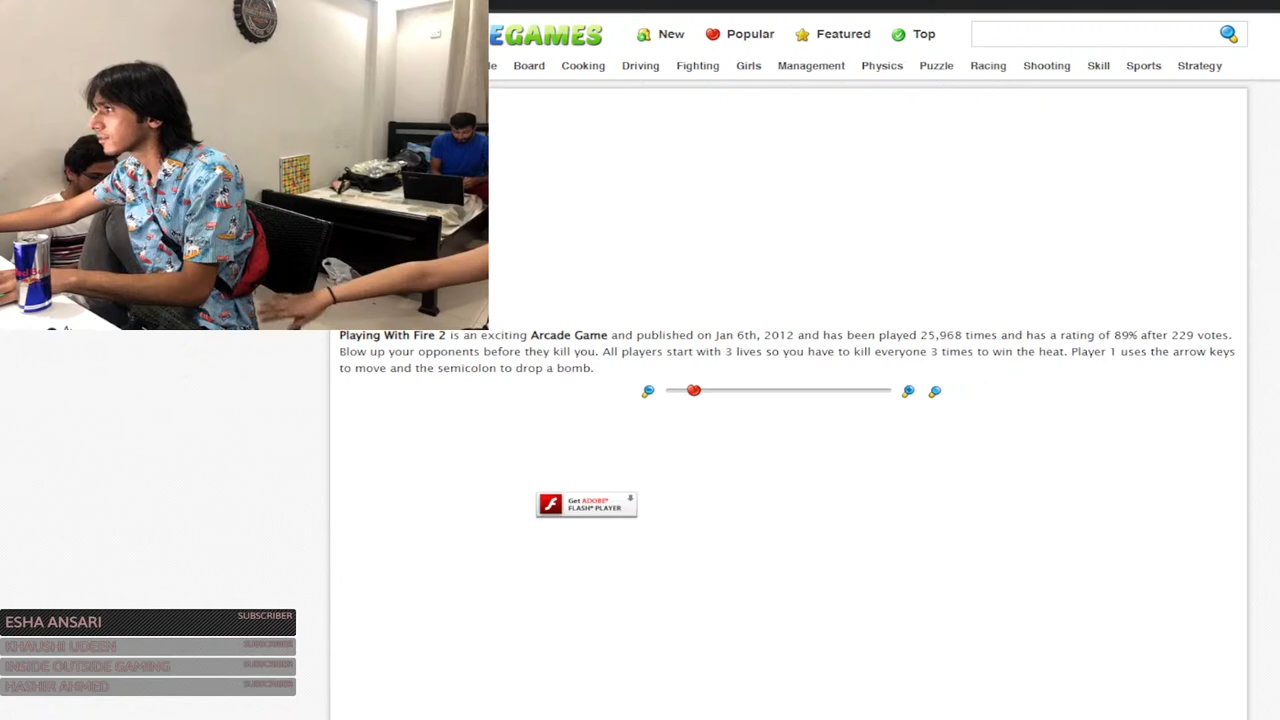 EGAMES New Popular Featured Top
Board Cooking Driving Fighting Girls Management Physics Puzzle Racing Shooting Skill Sports Strategy
Playing With Fire 2 is an exciting Arcade Game and published on Jan 6th, 2012 and has been played 25,968 times and has a rating of 89% after 229 votes.
Blow up your opponents before they kill you. All players start with 3 lives so you have to kill everyone 3 times to win the heat. Player 1 uses the arrow keys
to move and the semicolon to drop a bomb.
Get ADOBE®
FLASH® PLAYER
ESHA ANSARI SUBSCRIBER
KHAUSHI UDEEN SUBSCRIBER
INSIDE OUTSIDE GAMING SUBSCRIBER
HASHIR AHMED SUBSCRIBER